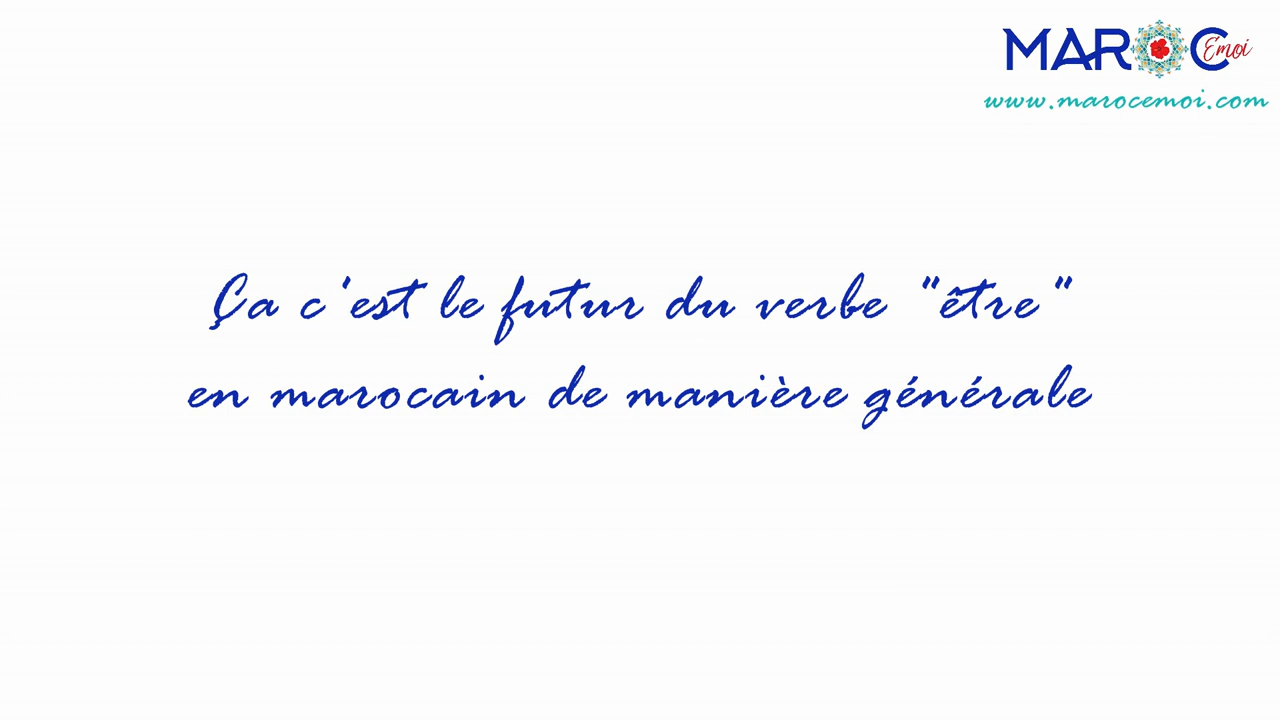 MAROC Emoi
www.marocemoi.com
Ça c'est le futur du verbe "être"
en marocain de manière générale